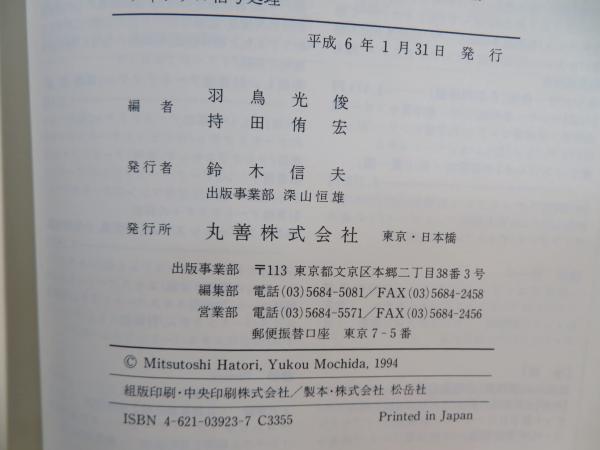 平成6年1月31日 発行
編者 羽鳥光俊
持田侑宏
発行者 鈴木信夫
出版事業部 深山恒雄
発行所 丸善株式会社 東京・日本橋
出版事業部 〒113 東京都文京区本郷二丁目38番3号
編集部 電話(03)5684-5081/FAX(03)5684-2458
営業部 電話(03)5684-5571/FAX(03)5684-2456
郵便振替口座 東京7-5番
© Mitsutoshi Hatori, Yukou Mochida, 1994
組版印刷・中央印刷株式会社/製本・株式会社 松岳社
ISBN 4-621-03923-7 C3355 Printed in Japan